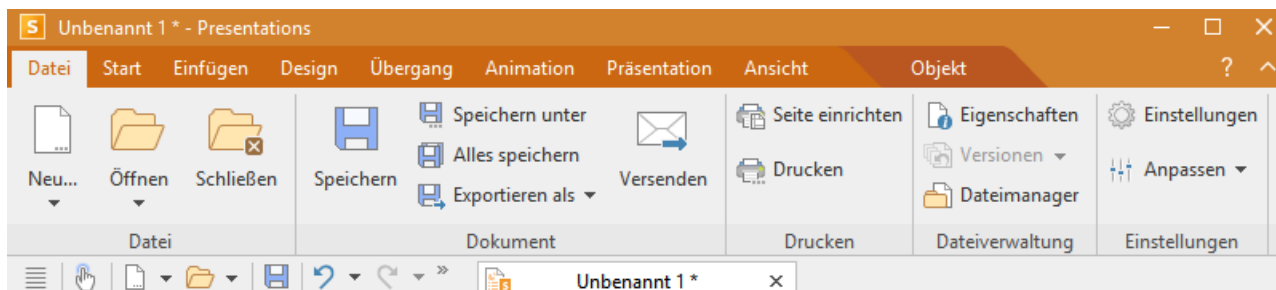 S Unbenannt 1 * - Presentations
Datei Start Einfügen Design Übergang Animation Präsentation Ansicht Objekt ?
Neu... Öffnen Schließen Speichern Speichern unter Alles speichern Exportieren als Versenden Seite einrichten Drucken Eigenschaften Versionen Dateimanager Einstellungen Anpassen
Datei Dokument Drucken Dateiverwaltung Einstellungen
» Unbenannt 1 *